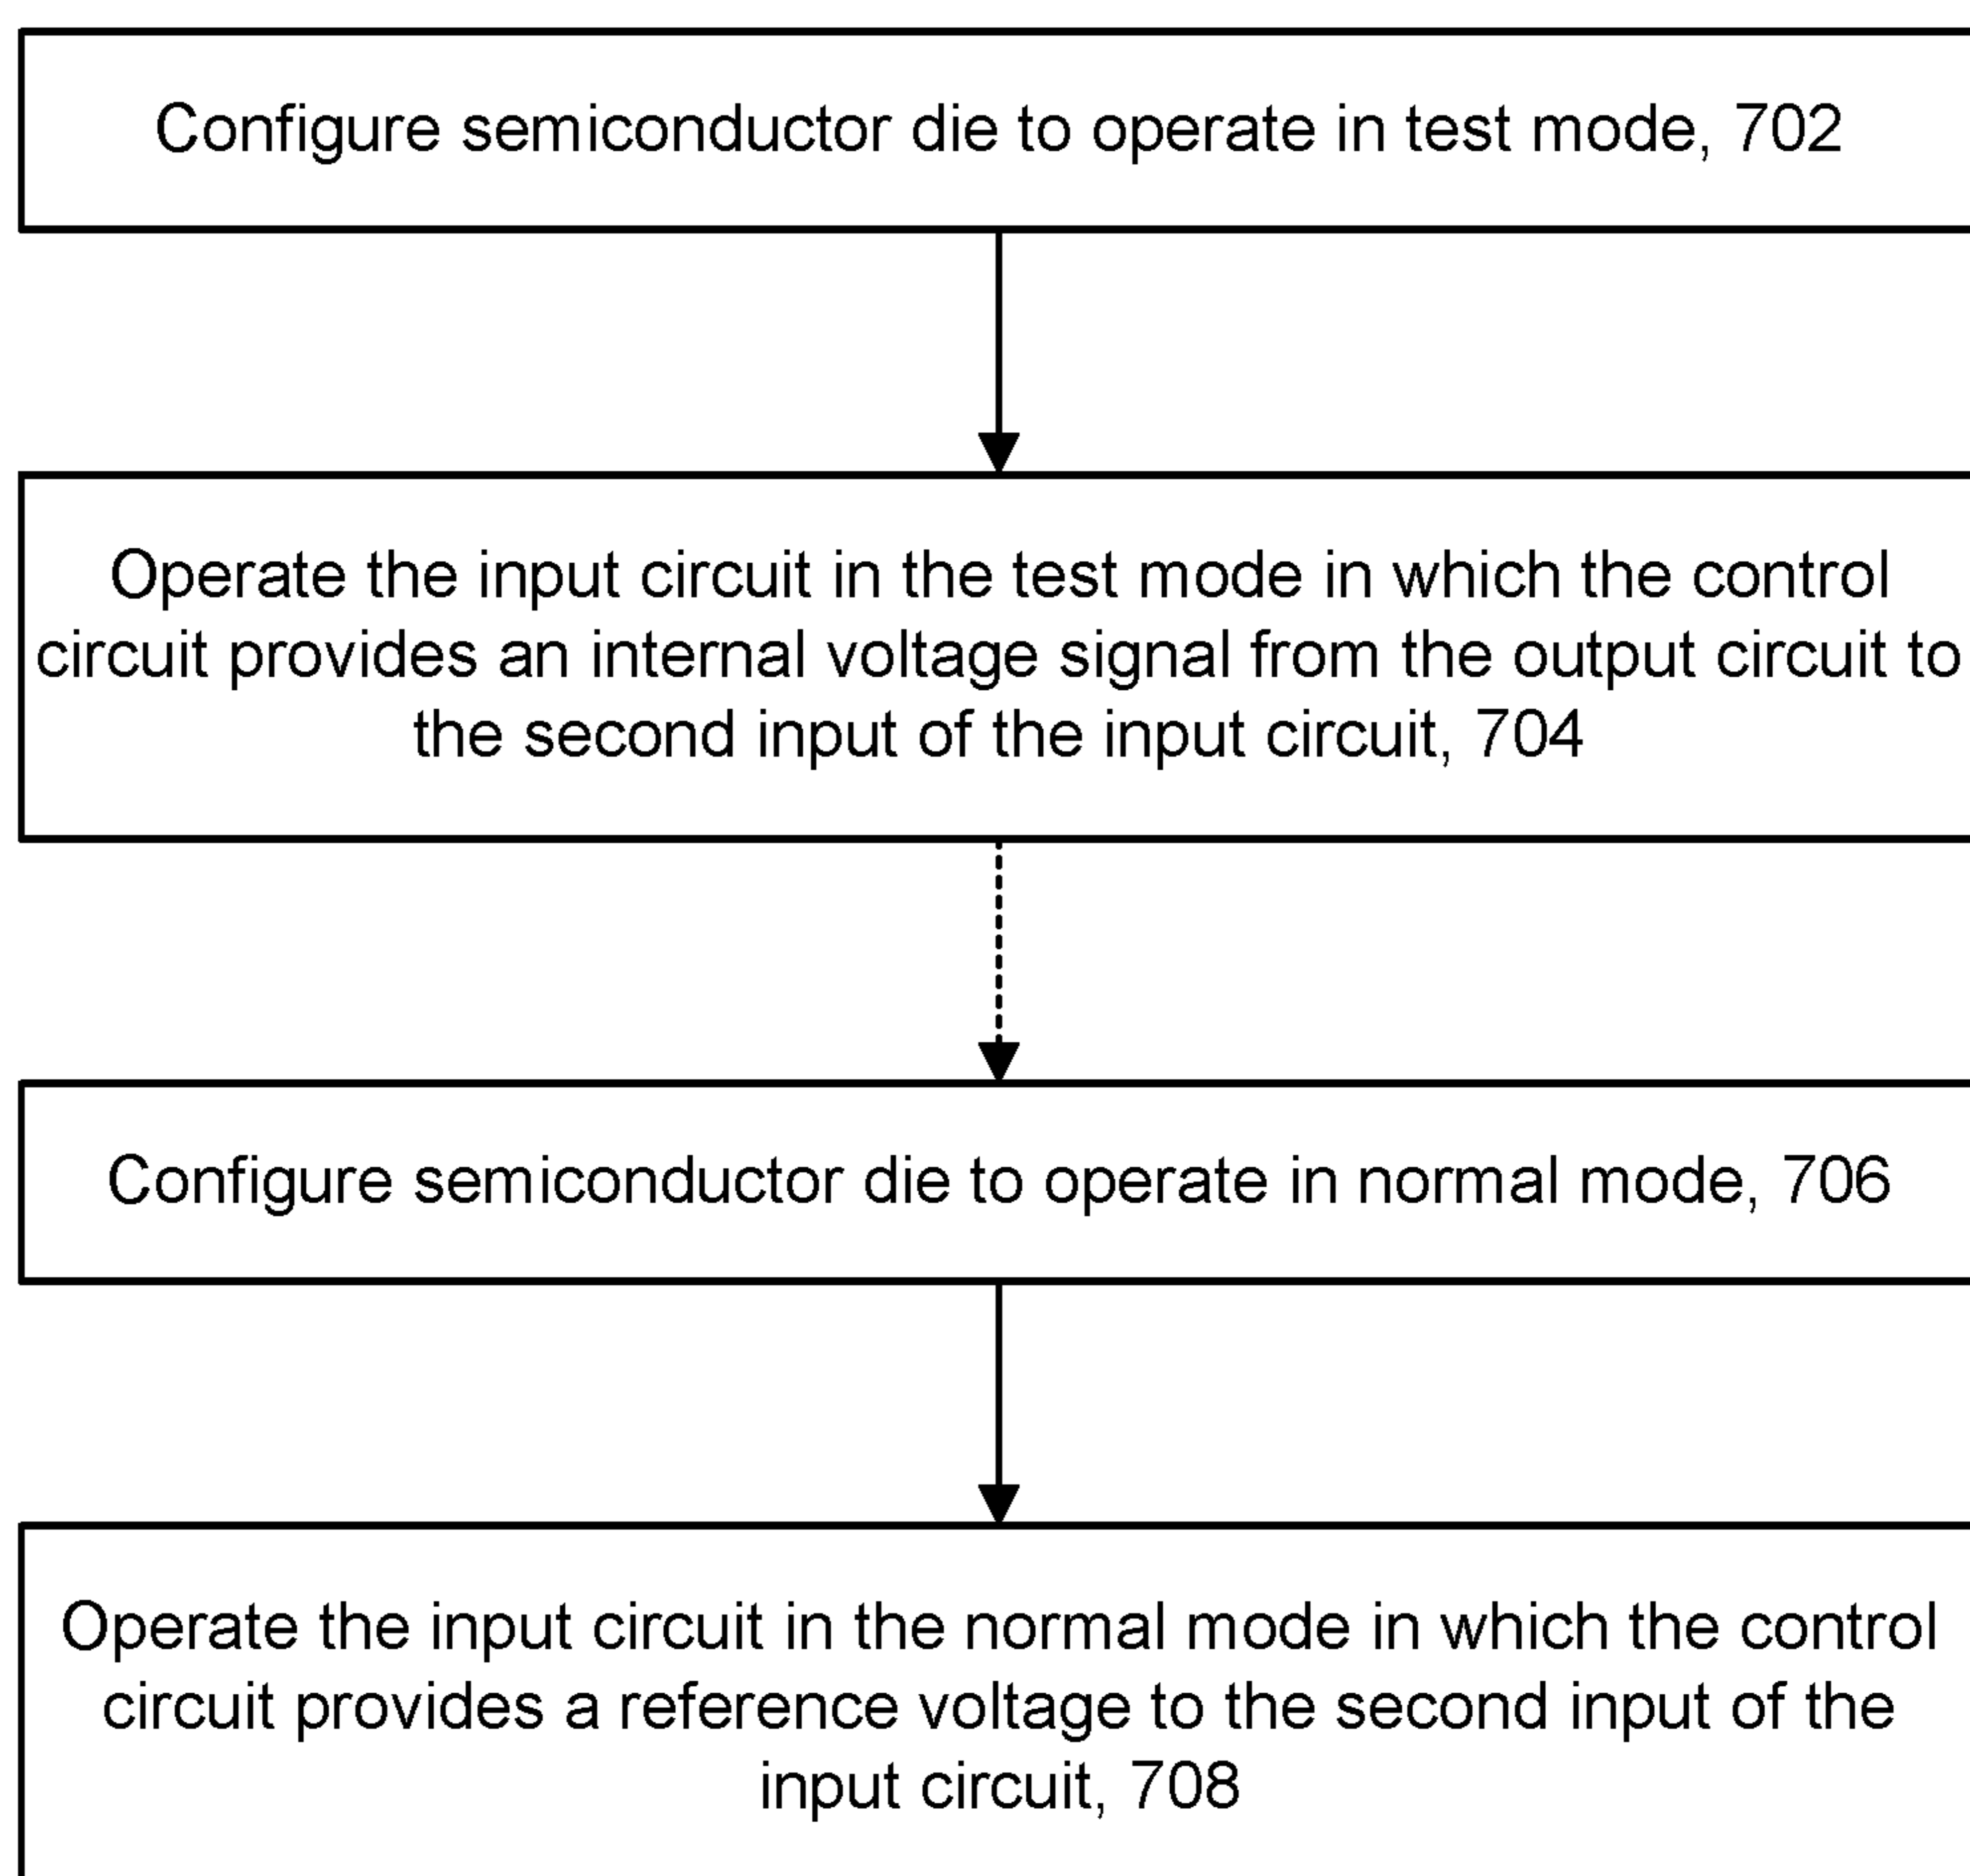 Configure semiconductor die to operate in test mode, 702
Operate the input circuit in the test mode in which the control
circuit provides an internal voltage signal from the output circuit to
the second input of the input circuit, 704
Configure semiconductor die to operate in normal mode, 706
Operate the input circuit in the normal mode in which the control
circuit provides a reference voltage to the second input of the
input circuit, 708